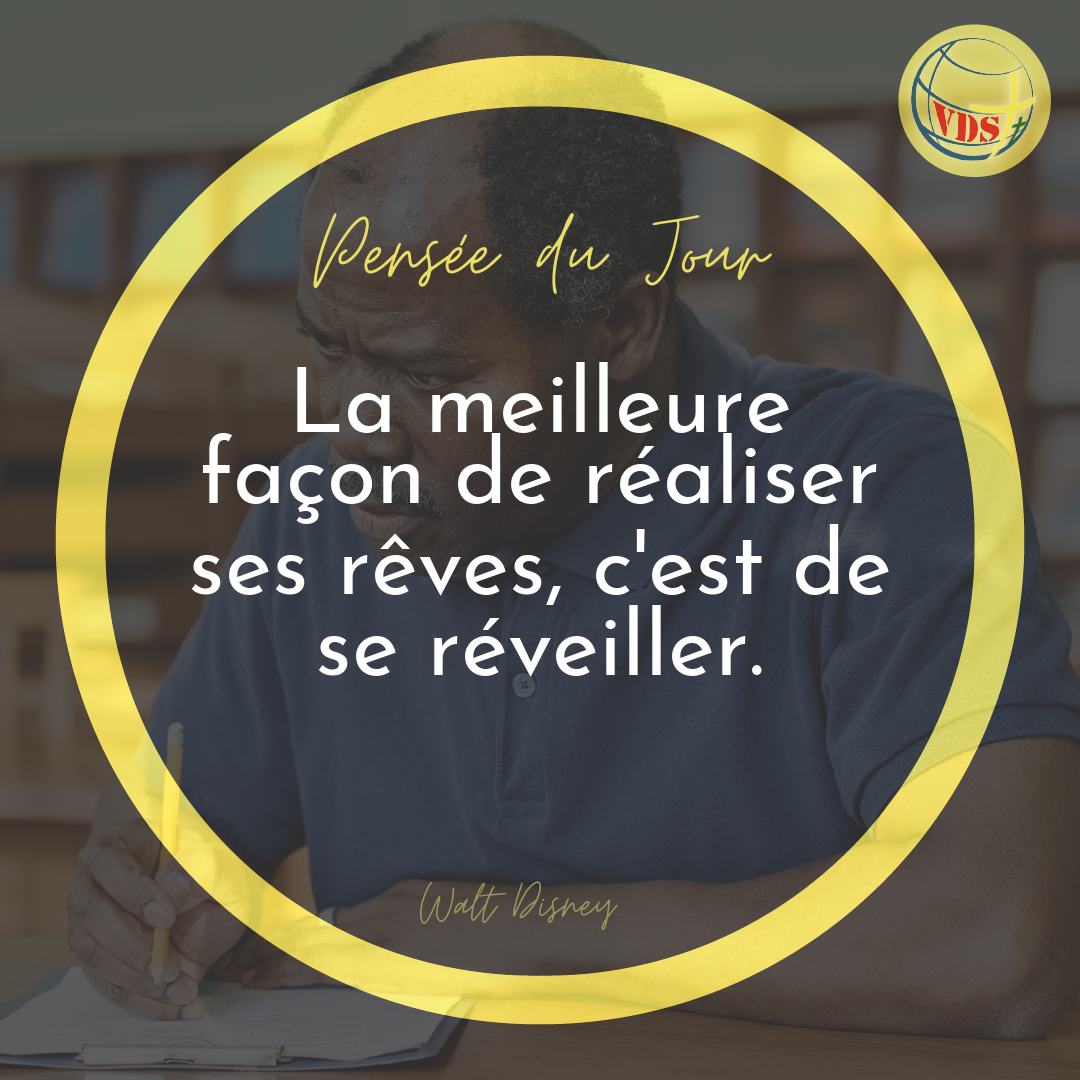 VDS
Pensée du Jour
La meilleure
façon de réaliser
ses rêves, c'est de
se réveiller.
Walt Disney